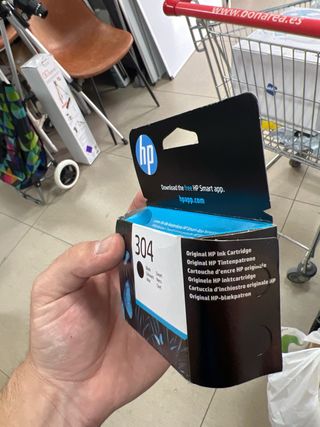 www.bonarea.es
hp
Download the free HP Smart app.
hpapp.com
304
Original HP Ink Cartridge
Original HP Tintenpatrone
Cartouche d'encre HP originale
Originele HP inktcartridge
Cartuccia d'inchiostro originale HP
Original HP-blækpatron